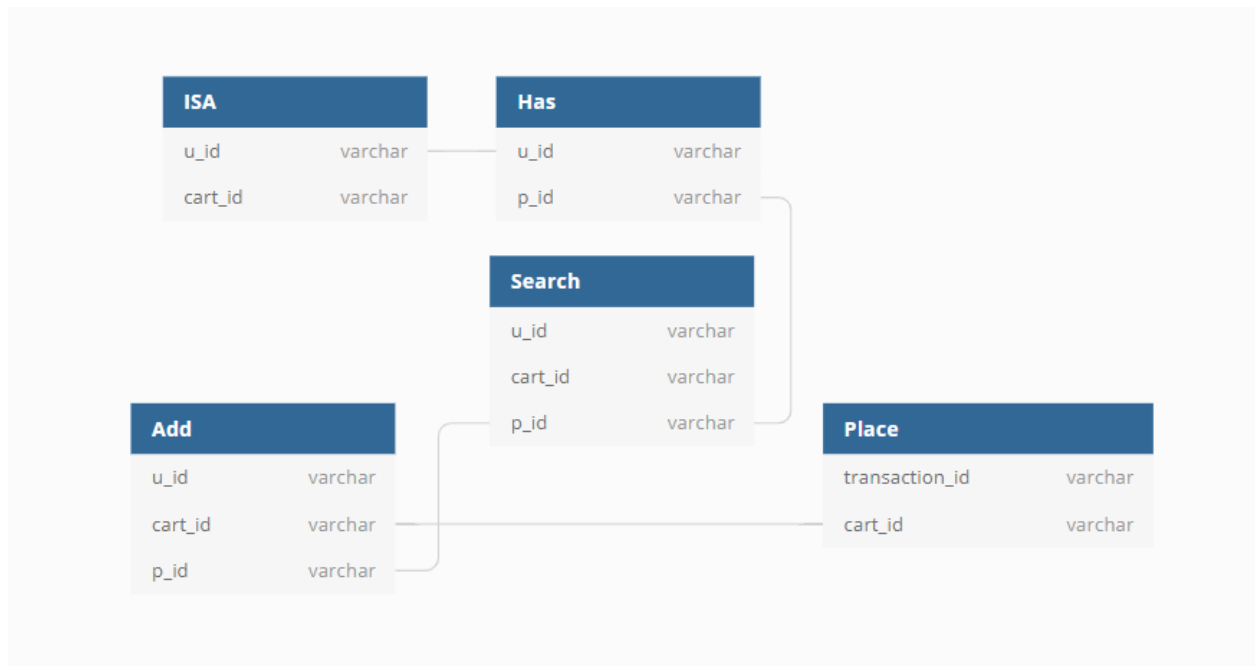 ISA
u_id varchar
cart_id varchar
Has
u_id varchar
p_id varchar
Search
u_id varchar
cart_id varchar
p_id varchar
Add
u_id varchar
cart_id varchar
p_id varchar
Place
transaction_id varchar
cart_id varchar